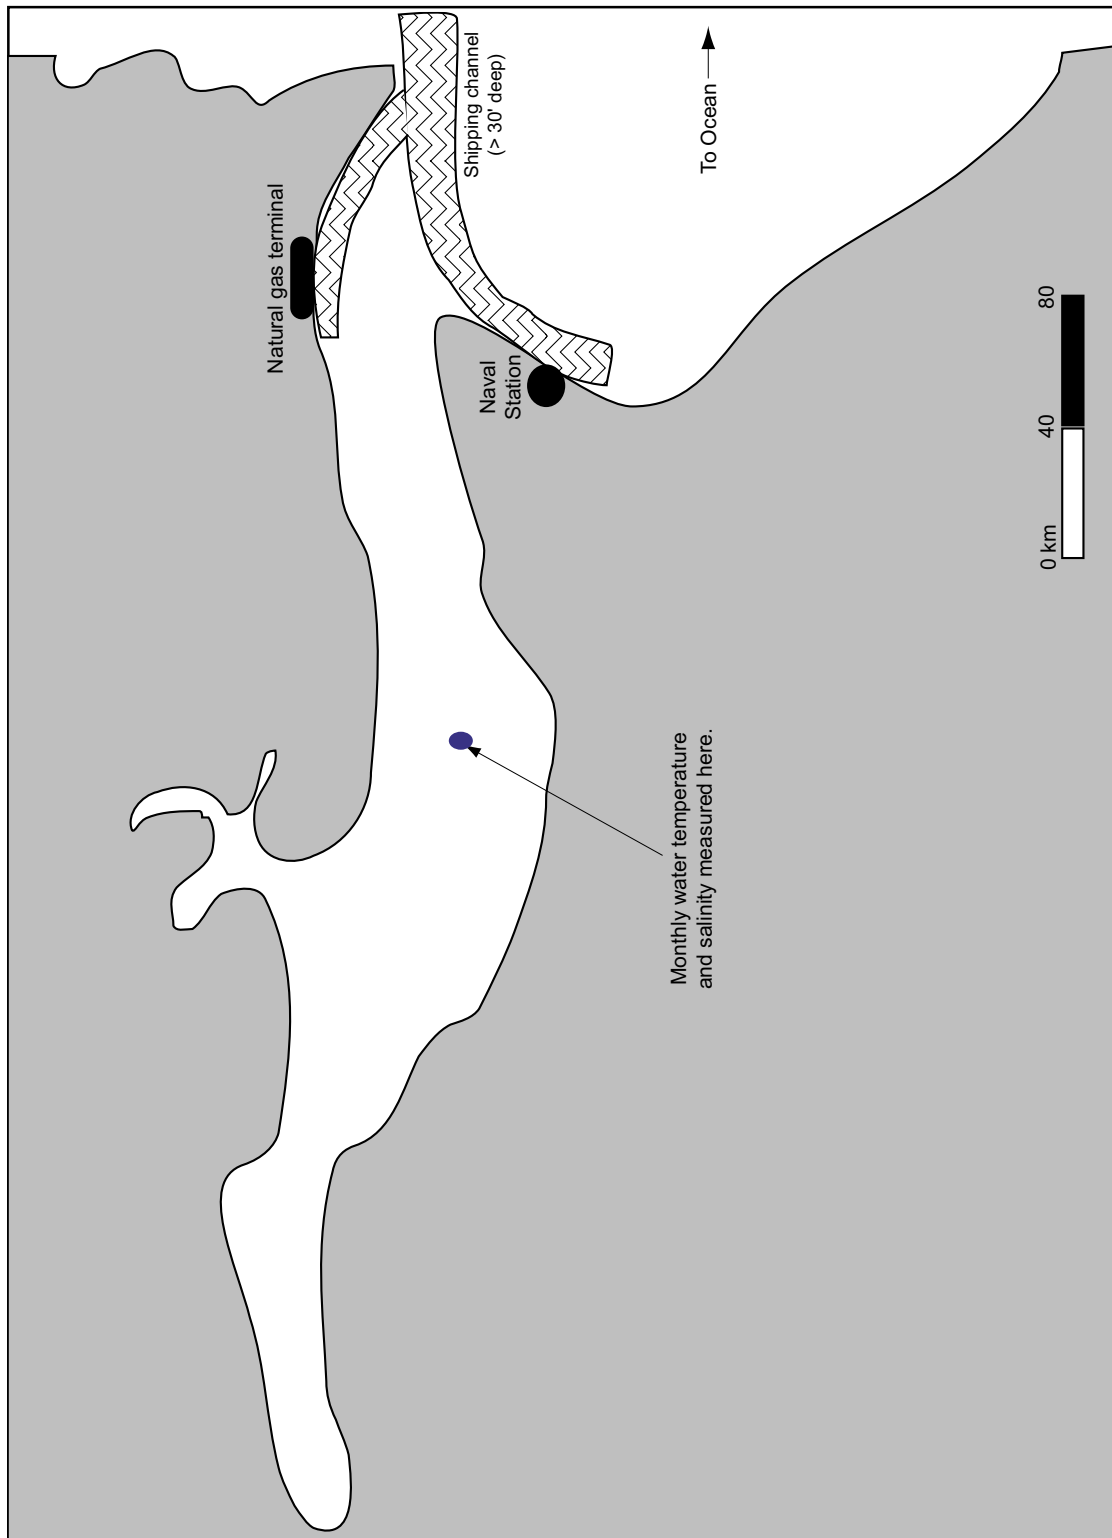 Natural gas terminal
Shipping channel
(> 30' deep)
To Ocean
Naval
Station
Monthly water temperature
and salinity measured here.
0 km
40
80